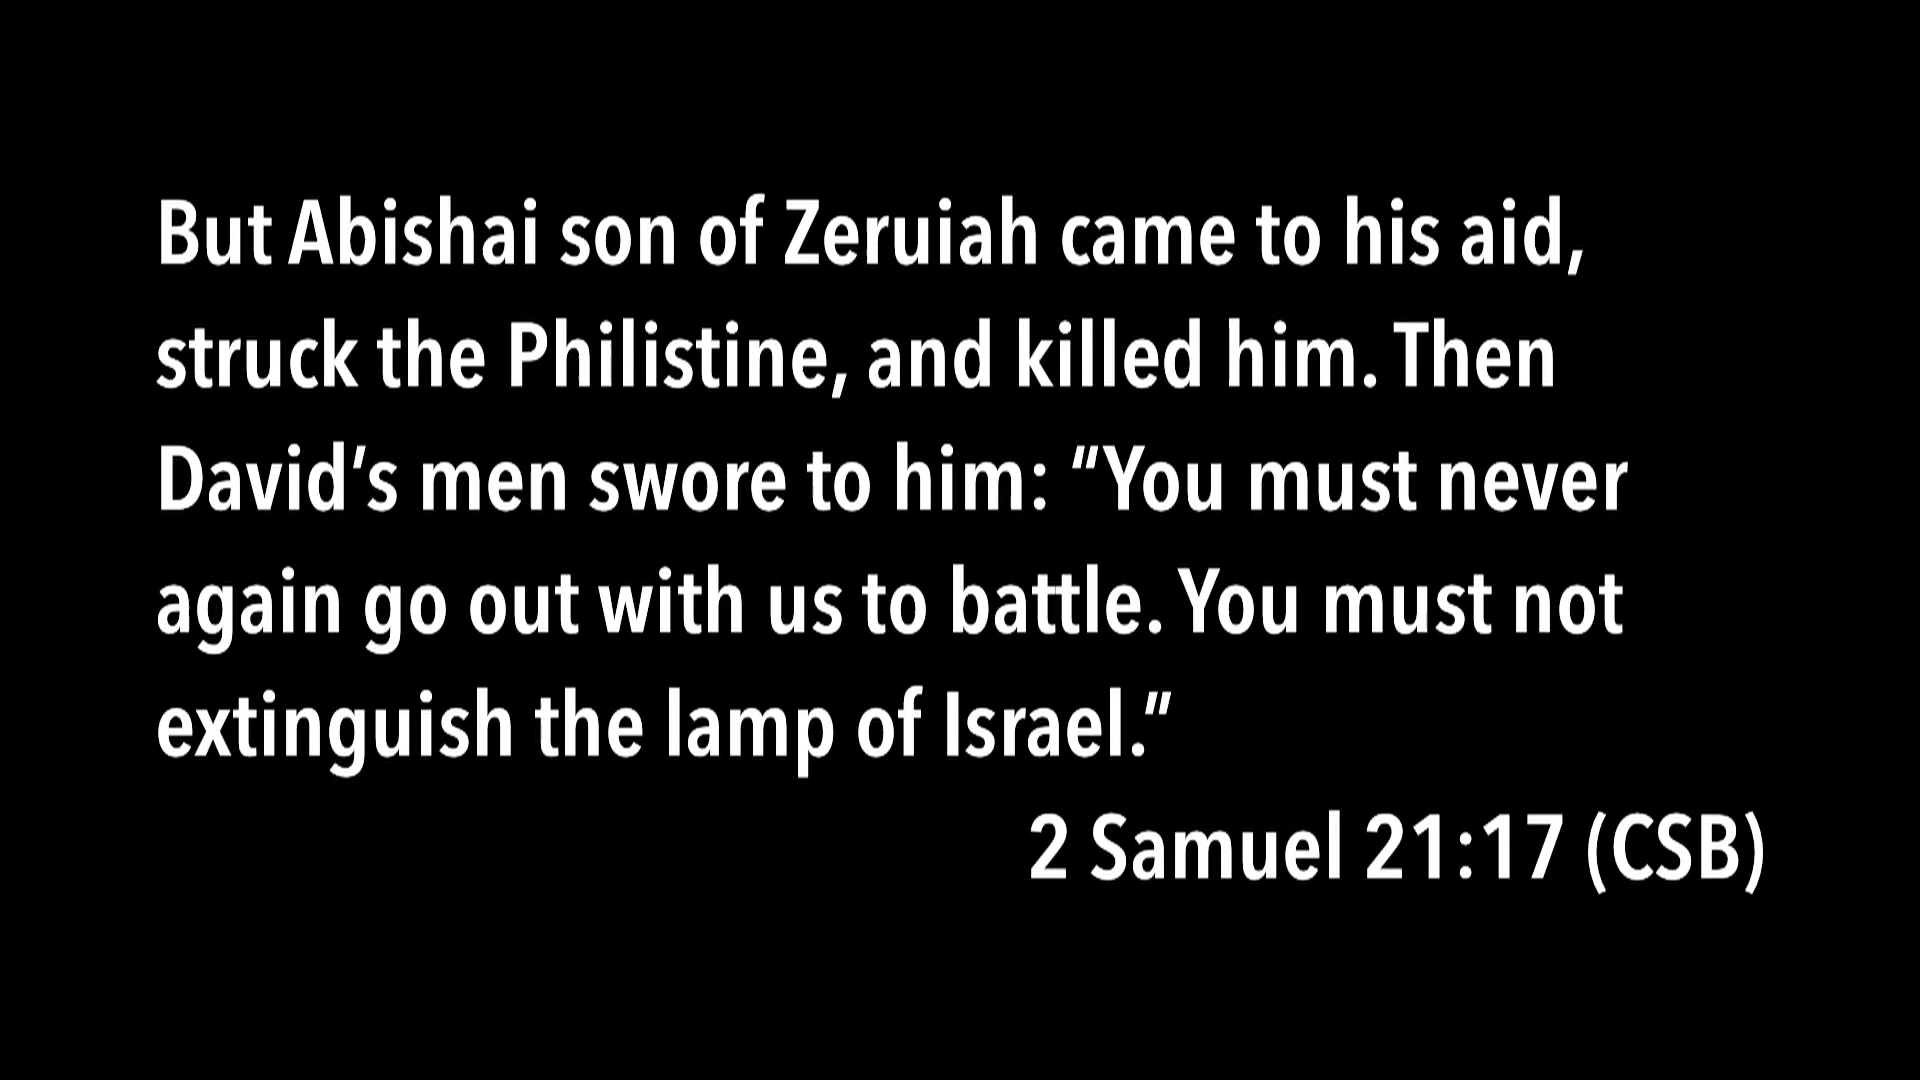 But Abishai son of Zeruiah came to his aid,
struck the Philistine, and killed him. Then
David’s men swore to him: “You must never
again go out with us to battle. You must not
extinguish the lamp of Israel.”
2 Samuel 21:17 (CSB)